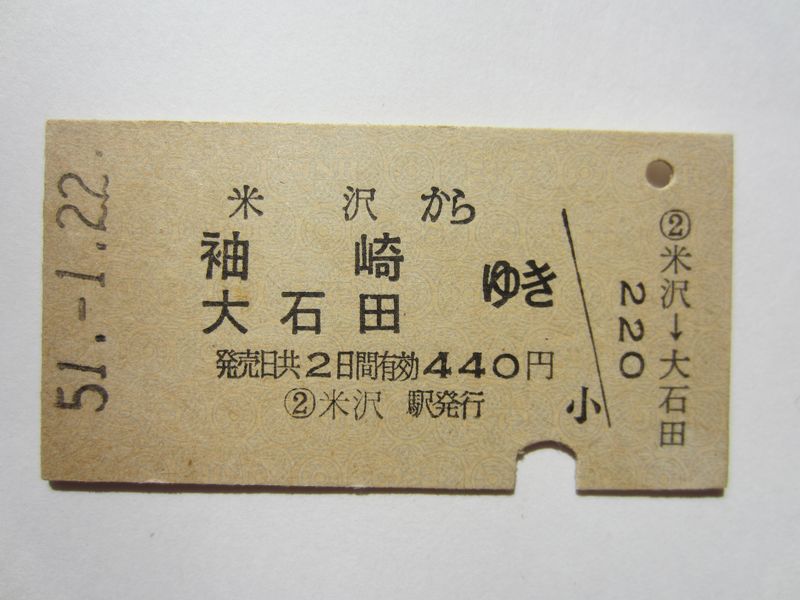 51.-1.22.
米沢から
袖崎
大石田
ゆき
発売日共2日間有効440円
②米沢 駅発行
小
②米沢→大石田
220